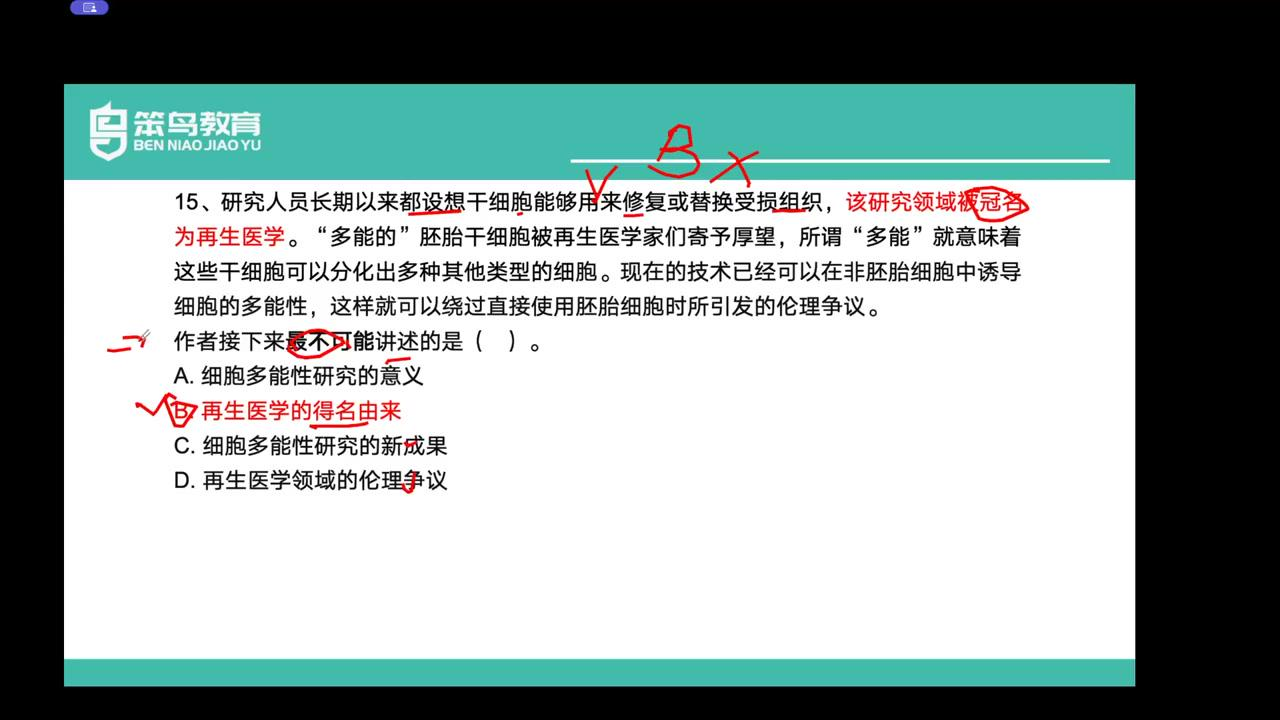 笨鸟教育
BEN NIAO JIAO YU
B
15、研究人员长期以来都设想干细胞能够用来修复或替换受损组织，该研究领域被冠名
为再生医学。“多能的”胚胎干细胞被再生医学家们寄予厚望，所谓“多能”就意味着
这些干细胞可以分化出多种其他类型的细胞。现在的技术已经可以在非胚胎细胞中诱导
细胞的多能性，这样就可以绕过直接使用胚胎细胞时所引发的伦理争议。
作者接下来最不可能讲述的是（ ）。
A. 细胞多能性研究的意义
B. 再生医学的得名由来
C. 细胞多能性研究的新成果
D. 再生医学领域的伦理争议